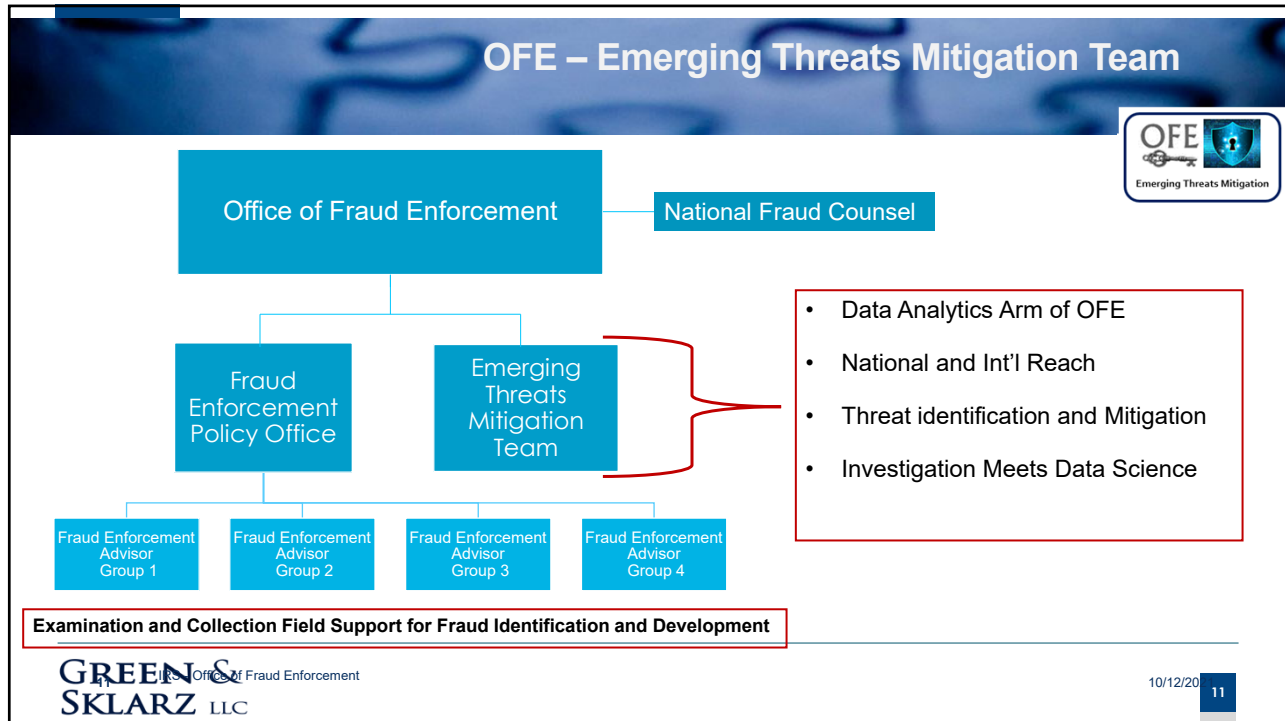 OFE – Emerging Threats Mitigation Team
OFE
Emerging Threats Mitigation
Office of Fraud Enforcement
National Fraud Counsel
Fraud
Enforcement
Policy Office
Emerging
Threats
Mitigation
Team
• Data Analytics Arm of OFE
• National and Int'l Reach
• Threat identification and Mitigation
• Investigation Meets Data Science
Fraud Enforcement
Advisor
Group 1
Fraud Enforcement
Advisor
Group 2
Fraud Enforcement
Advisor
Group 3
Fraud Enforcement
Advisor
Group 4
Examination and Collection Field Support for Fraud Identification and Development
GREEN &
SKLARZ LLC
11
IRS - Office of Fraud Enforcement
11